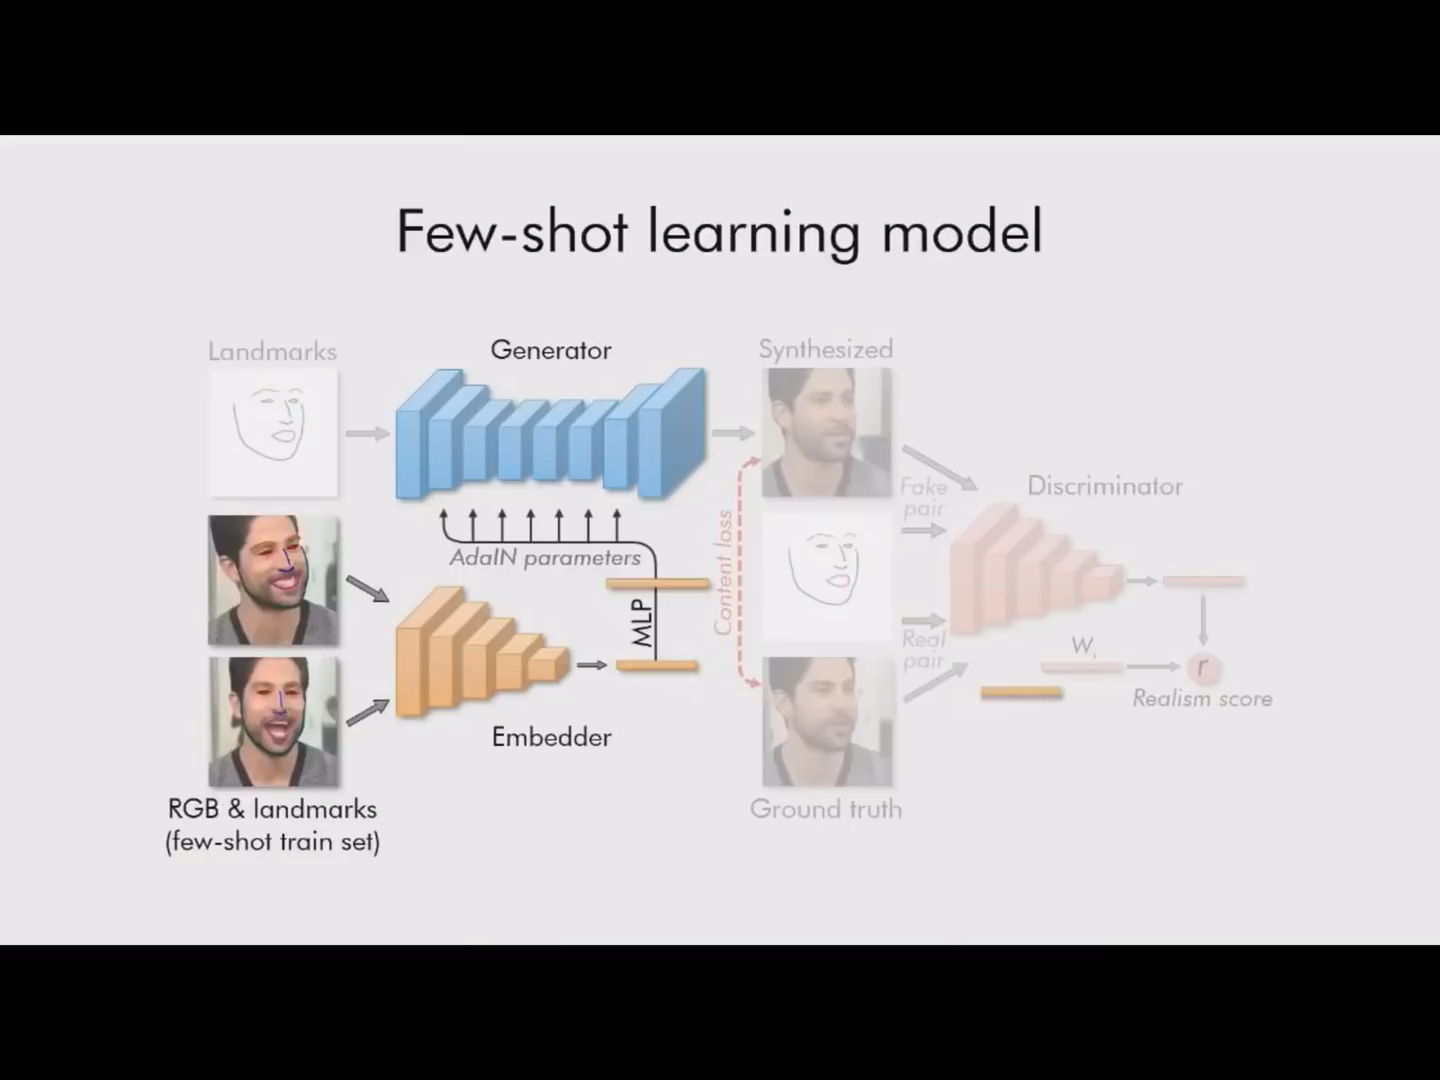 Few-shot learning model
Landmarks
Generator
Synthesized
Fake
pair
Discriminator
AdaIN parameters
Content loss
MLP
Real
pair
Wi
r
Realism score
Embedder
RGB & landmarks
(few-shot train set)
Ground truth